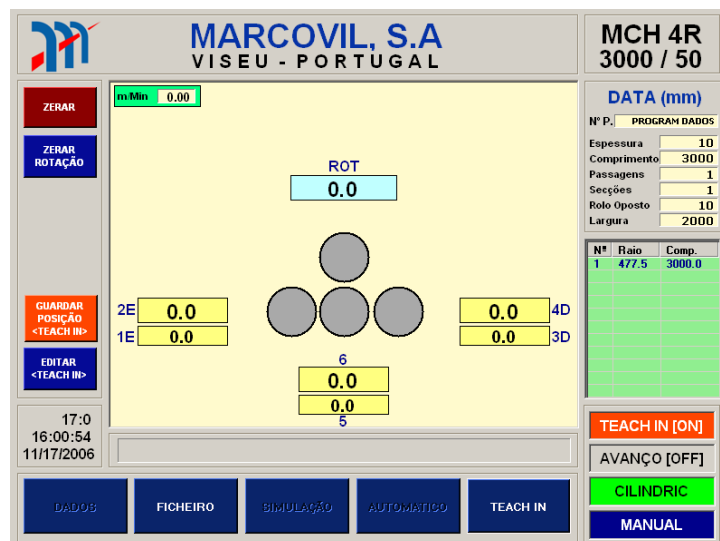 MARCOVIL, S.A
VISEU - PORTUGAL
MCH 4R
3000 / 50
ZERAR
ZERAR
ROTAÇÃO
GUARDAR
POSIÇÃO
<TEACH IN>
EDITAR
<TEACH IN>
17:0
16:00:54
11/17/2006
m/Min 0.00
ROT
0.0
2E 0.0
1E 0.0
0.0 4D
0.0 3D
6
0.0
0.0
5
DATA (mm)
Nº P. PROGRAM DADOS
Espessura 10
Comprimento 3000
Passagens 1
Secções 1
Rolo Oposto 10
Largura 2000
Nº Raio Comp.
1 477.5 3000.0
TEACH IN [ON]
AVANÇO [OFF]
CILINDRIC
MANUAL
DADOS
FICHEIRO
SIMULAÇÃO
AUTOMATICO
TEACH IN